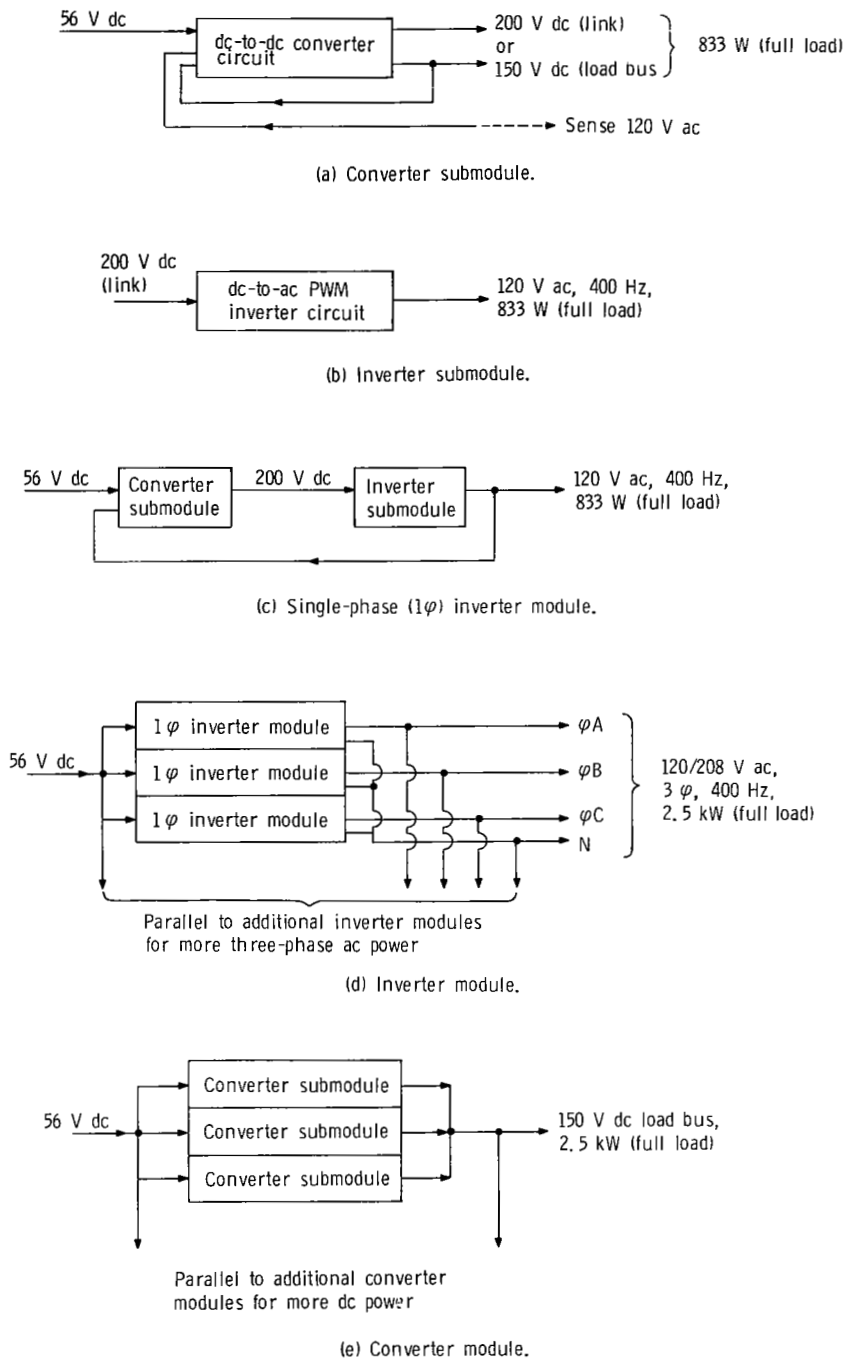 56 V dc
dc-to-dc converter
circuit
200 V dc (link)
or
150 V dc (load bus
833 W (full load)
Sense 120 V ac
(a) Converter submodule.
200 V dc
(link)
dc-to-ac PWM
inverter circuit
120 V ac, 400 Hz,
833 W (full load)
(b) Inverter submodule.
56 V dc
Converter
submodule
200 V dc
Inverter
submodule
120 V ac, 400 Hz,
833 W (full load)
(c) Single-phase (1φ) inverter module.
56 V dc
1φ inverter module
1φ inverter module
1φ inverter module
φA
φB
φC
N
120/208 V ac,
3 φ, 400 Hz,
2.5 kW (full load)
Parallel to additional inverter modules
for more three-phase ac power
(d) Inverter module.
56 V dc
Converter submodule
Converter submodule
Converter submodule
150 V dc load bus,
2.5 kW (full load)
Parallel to additional converter
modules for more dc power
(e) Converter module.